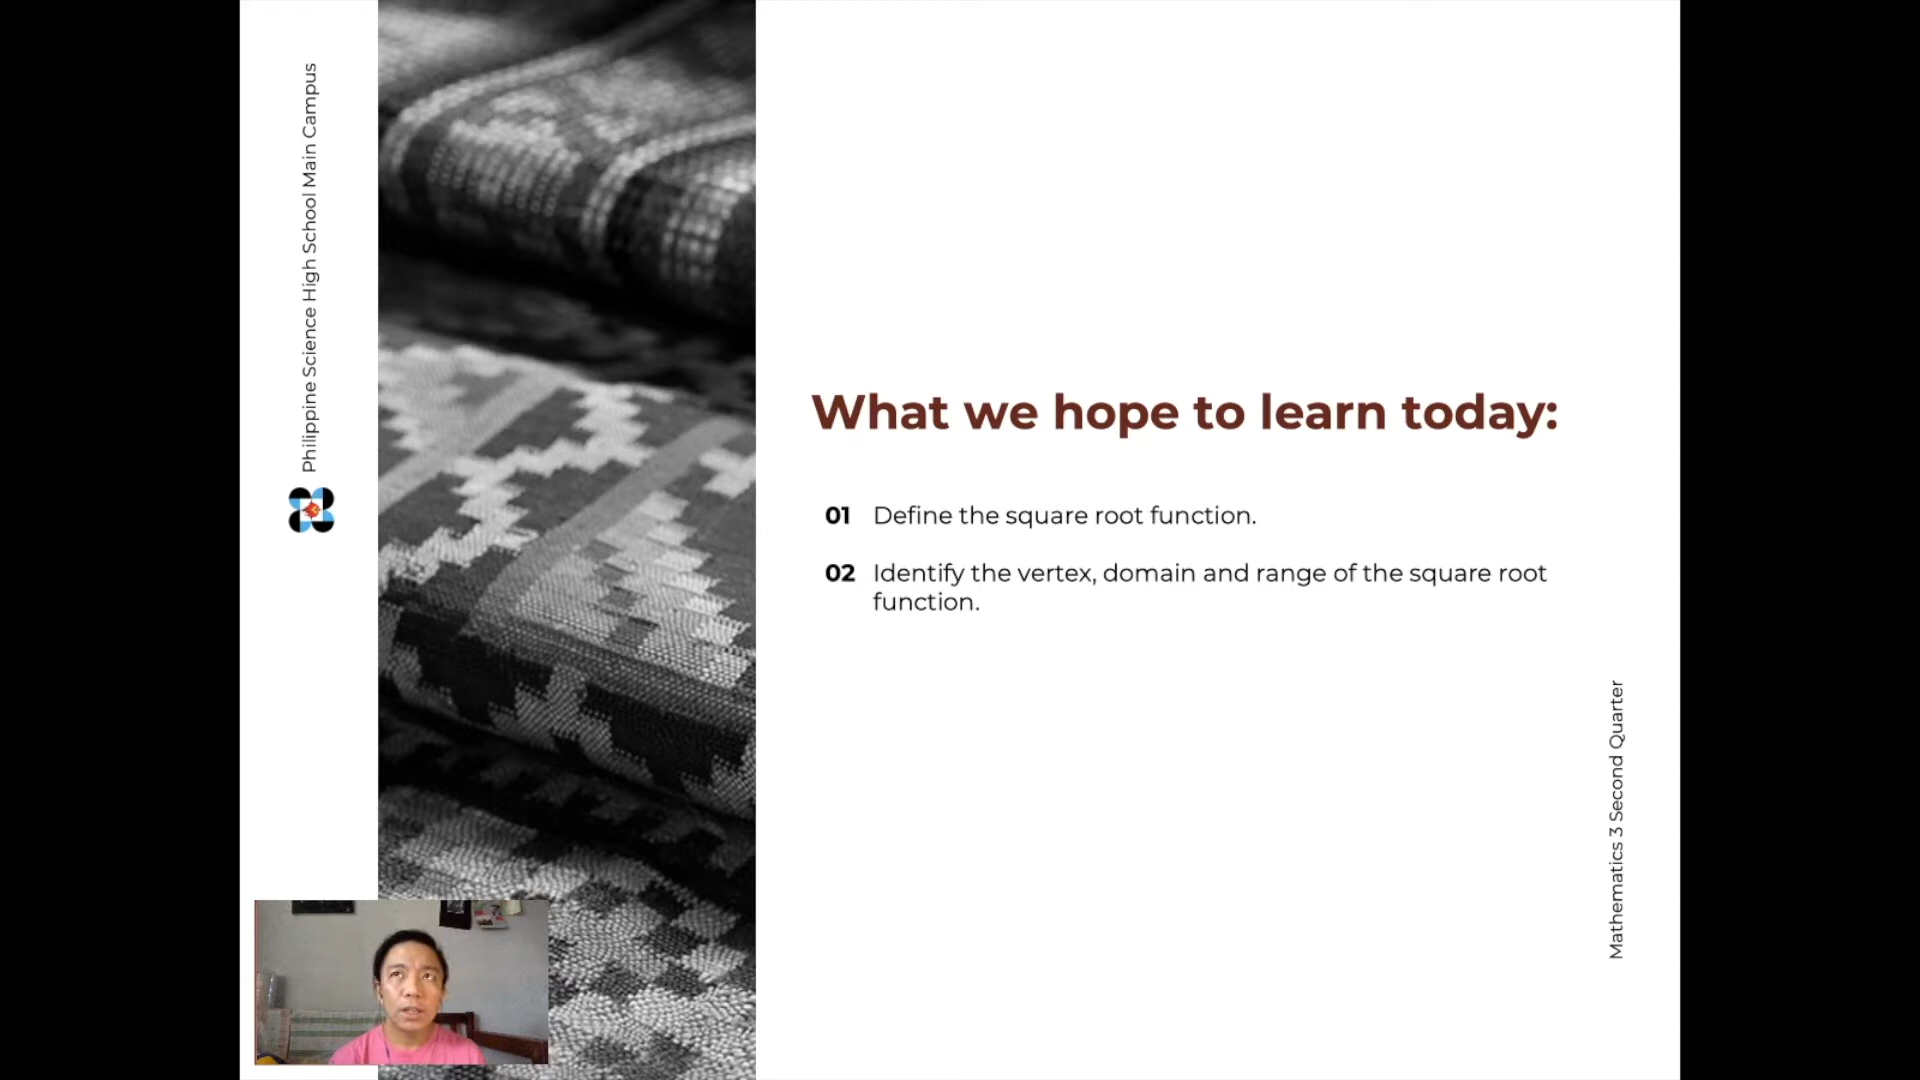 Philippine Science High School Main Campus
What we hope to learn today:
01 Define the square root function.
02 Identify the vertex, domain and range of the square root
function.
Mathematics 3 Second Quarter